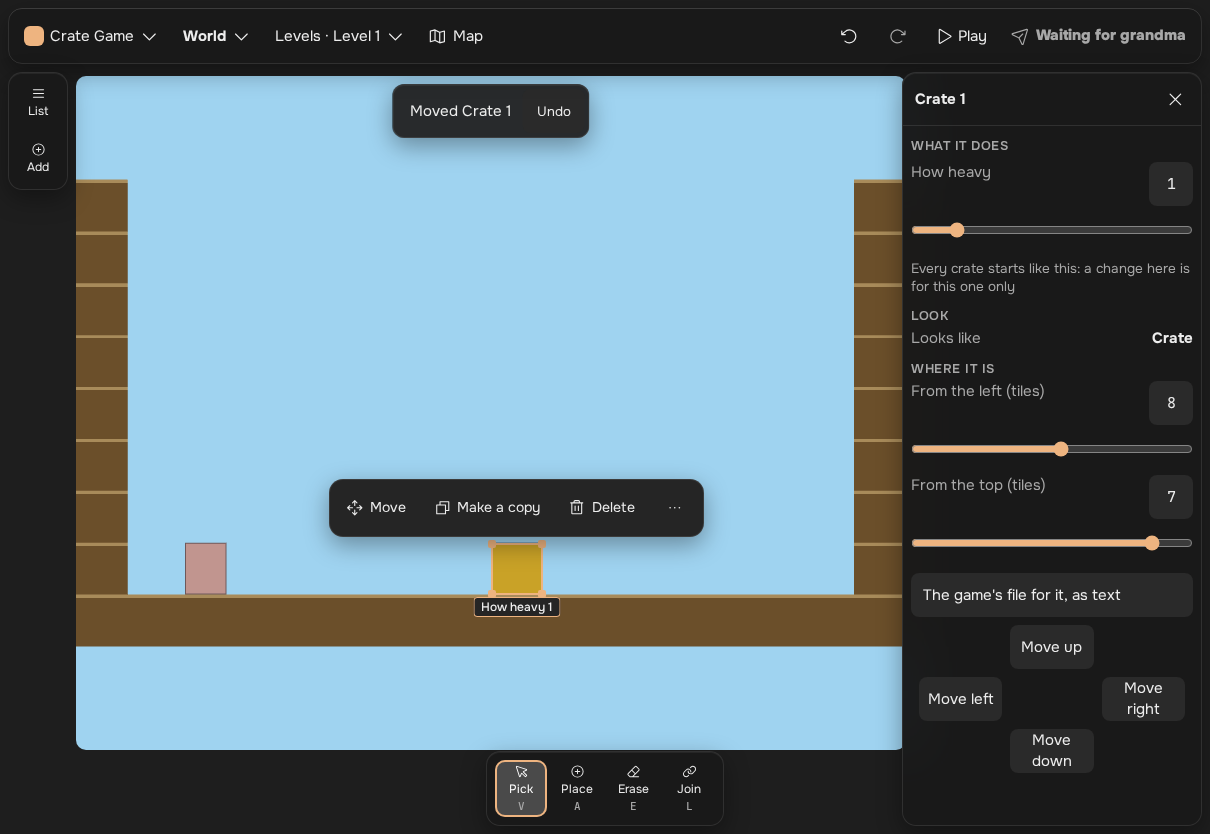 Crate Game
World
Levels · Level 1
Map
Play
Waiting for grandma
List
Add
Moved Crate 1
Undo
Move
Make a copy
Delete
...
How heavy 1
Pick
V
Place
A
Erase
E
Join
L
Crate 1
WHAT IT DOES
How heavy
1
Every crate starts like this: a change here is
for this one only
LOOK
Looks like
Crate
WHERE IT IS
From the left (tiles)
8
From the top (tiles)
7
The game's file for it, as text
Move up
Move left
Move
right
Move
down